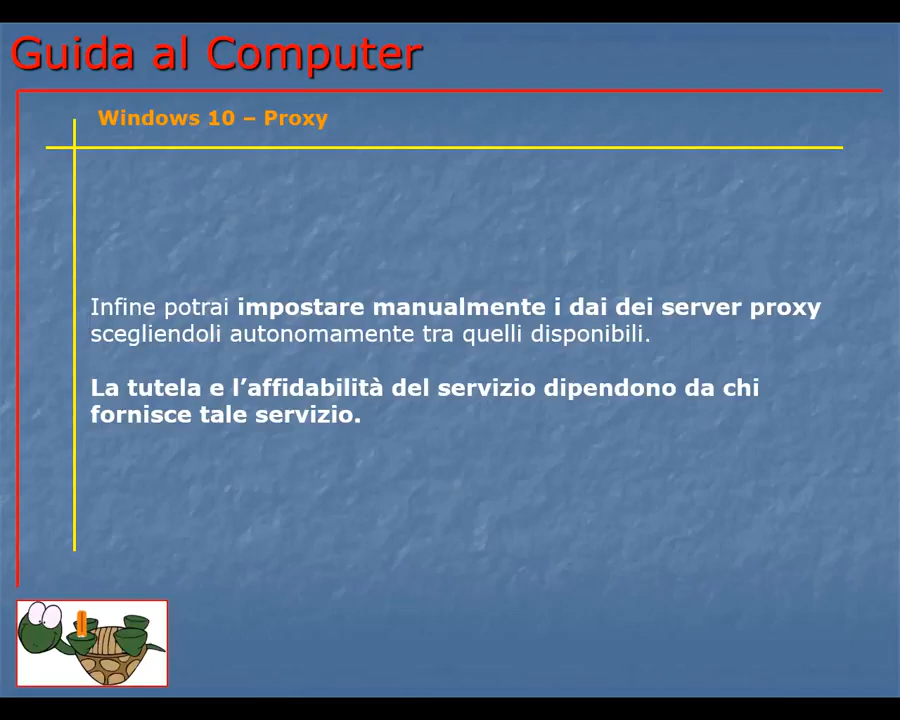 Guida al Computer
Windows 10 – Proxy
Infine potrai impostare manualmente i dai dei server proxy
scegliendoli autonomamente tra quelli disponibili.
La tutela e l’affidabilità del servizio dipendono da chi
fornisce tale servizio.